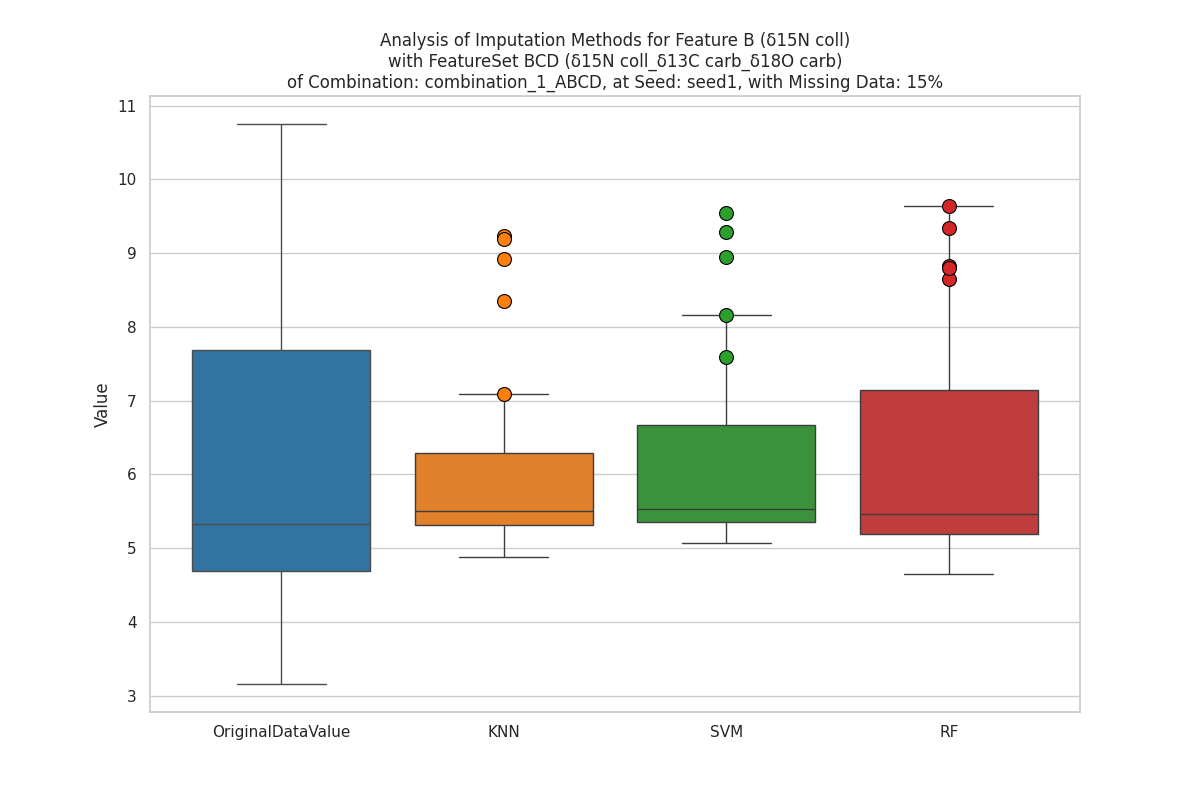 Analysis of Imputation Methods for Feature B (δ15N coll)
with FeatureSet BCD (δ15N coll_δ13C carb_δ18O carb)
of Combination: combination_1_ABCD, at Seed: seed1, with Missing Data: 15%
11
10
9
8
7
6
5
4
3
Value
OriginalDataValue KNN SVM RF